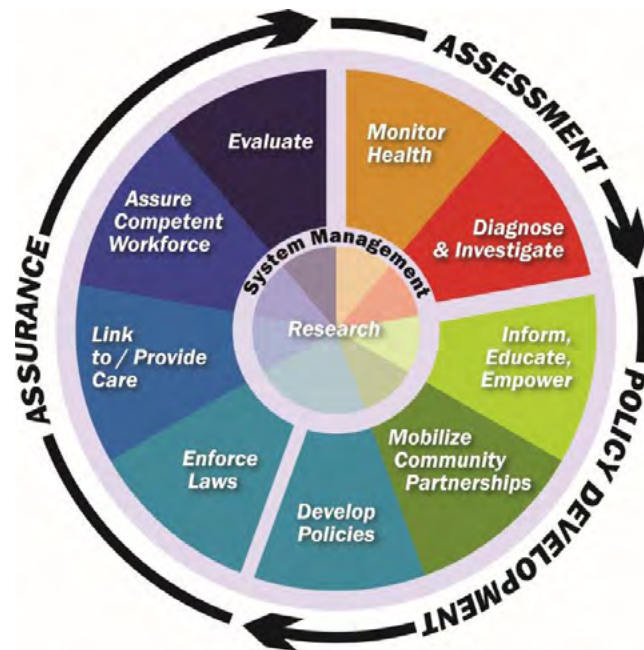 ASSESSMENT
Monitor
Health
Diagnose
& Investigate
POLICY DEVELOPMENT
Inform,
Educate,
Empower
Mobilize
Community
Partnerships
Develop
Policies
ASSURANCE
Enforce
Laws
Link
to / Provide
Care
Assure
Competent
Workforce
Evaluate
System Management
Research